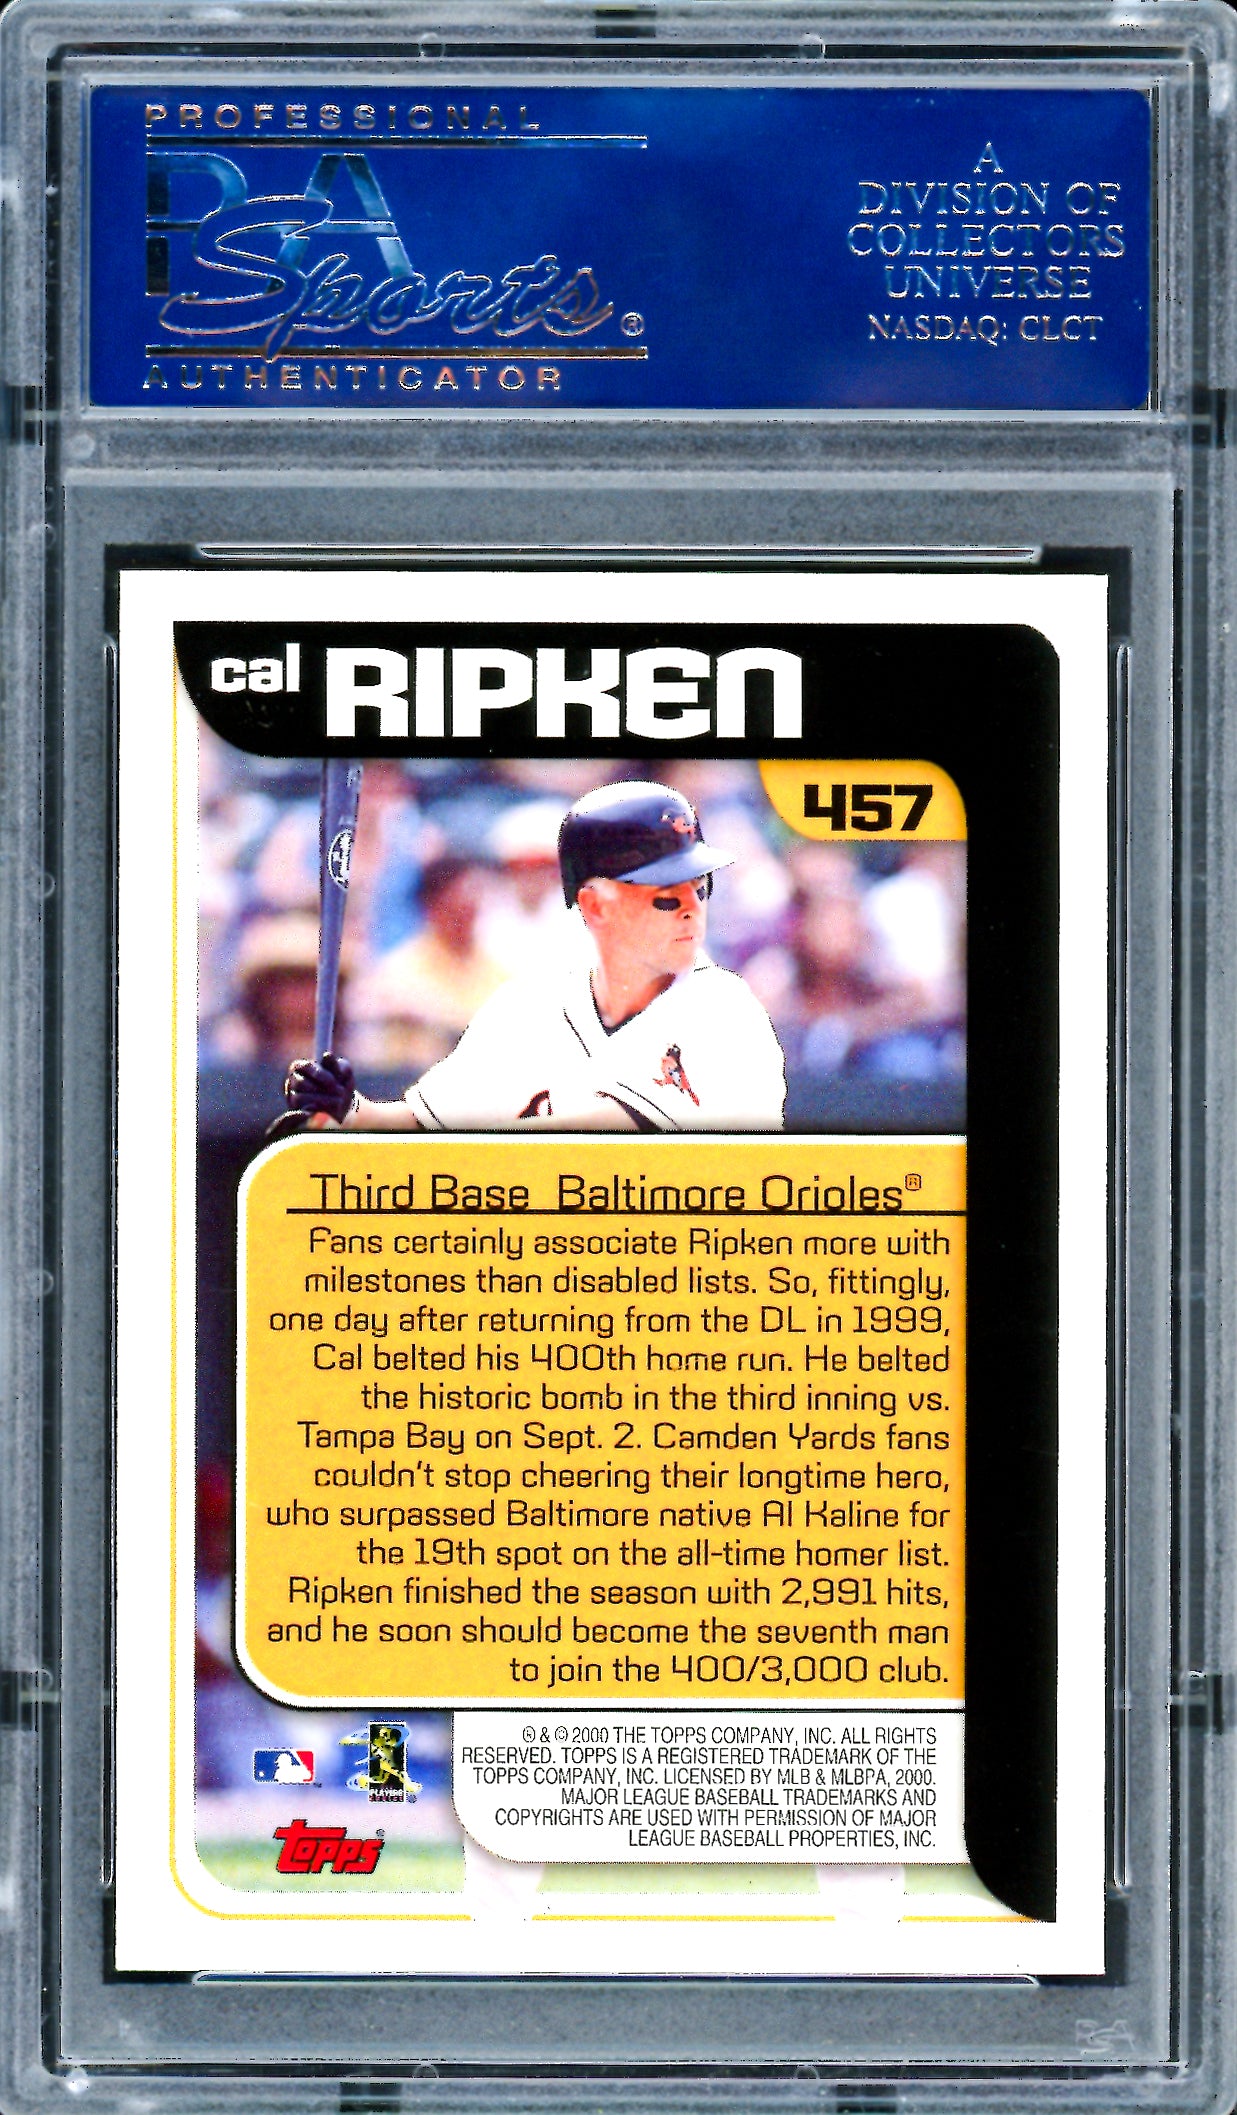 PROFESSIONAL
PSA
Sports®
AUTHENTICATOR
A
DIVISION OF
COLLECTORS
UNIVERSE
NASDAQ: CLCT
cal RIPKEN
457
Third Base Baltimore Orioles®
Fans certainly associate Ripken more with
milestones than disabled lists. So, fittingly,
one day after returning from the DL in 1999,
Cal belted his 400th home run. He belted
the historic bomb in the third inning vs.
Tampa Bay on Sept. 2. Camden Yards fans
couldn't stop cheering their longtime hero,
who surpassed Baltimore native Al Kaline for
the 19th spot on the all-time homer list.
Ripken finished the season with 2,991 hits,
and he soon should become the seventh man
to join the 400/3,000 club.
® & © 2000 THE TOPPS COMPANY, INC. ALL RIGHTS
RESERVED. TOPPS IS A REGISTERED TRADEMARK OF THE
TOPPS COMPANY, INC. LICENSED BY MLB & MLBPA, 2000.
MAJOR LEAGUE BASEBALL TRADEMARKS AND
COPYRIGHTS ARE USED WITH PERMISSION OF MAJOR
LEAGUE BASEBALL PROPERTIES, INC.
PLAYERS
CHOICE
Topps®
PSA